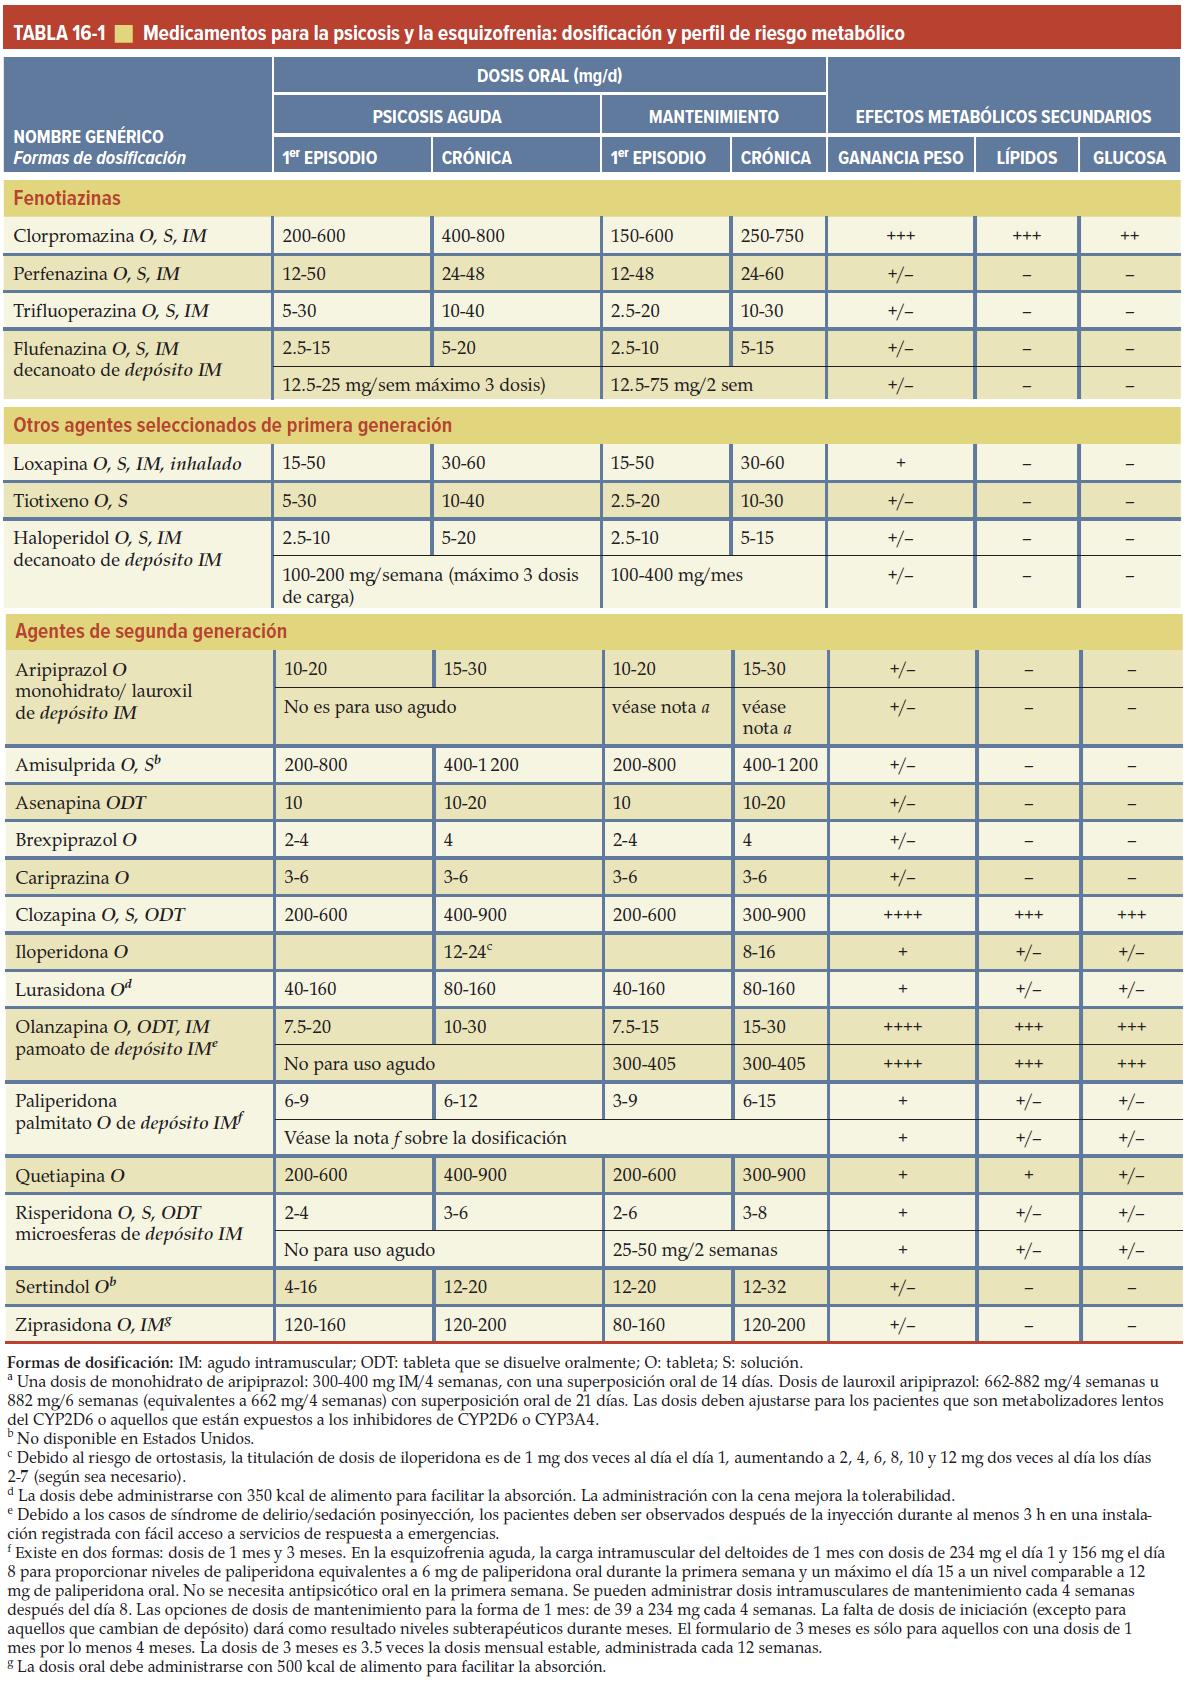 TABLA 16-1 Medicamentos para la psicosis y la esquizofrenia: dosificación y perfil de riesgo metabólico
DOSIS ORAL (mg/d)
PSICOSIS AGUDA MANTENIMIENTO EFECTOS METABÓLICOS SECUNDARIOS
NOMBRE GENÉRICO
Formas de dosificación 1er EPISODIO CRÓNICA 1er EPISODIO CRÓNICA GANANCIA PESO LÍPIDOS GLUCOSA
Fenotiazinas
Clorpromazina O, S, IM 200-600 400-800 150-600 250-750 +++ +++ ++
Perfenazina O, S, IM 12-50 24-48 12-48 24-60 +/– – –
Trifluoperazina O, S, IM 5-30 10-40 2.5-20 10-30 +/– – –
Flufenazina O, S, IM 2.5-15 5-20 2.5-10 5-15 +/– – –
decanoato de depósito IM
12.5-25 mg/sem máximo 3 dosis) 12.5-75 mg/2 sem +/– – –
Otros agentes seleccionados de primera generación
Loxapina O, S, IM, inhalado 15-50 30-60 15-50 30-60 + – –
Tiotixeno O, S 5-30 10-40 2.5-20 10-30 +/– – –
Haloperidol O, S, IM 2.5-10 5-20 2.5-10 5-15 +/– – –
decanoato de depósito IM
100-200 mg/semana (máximo 3 dosis 100-400 mg/mes +/– – –
de carga)
Agentes de segunda generación
Aripiprazol O 10-20 15-30 10-20 15-30 +/– – –
monohidrato/ lauroxil
de depósito IM No es para uso agudo véase nota a véase +/– – –
nota a
Amisulprida O, Sb 200-800 400-1 200 200-800 400-1 200 +/– – –
Asenapina ODT 10 10-20 10 10-20 +/– – –
Brexpiprazol O 2-4 4 2-4 4 +/– – –
Cariprazina O 3-6 3-6 3-6 3-6 +/– – –
Clozapina O, S, ODT 200-600 400-900 200-600 300-900 ++++ +++ +++
Iloperidona O 12-24c 8-16 + +/– +/–
Lurasidona Od 40-160 80-160 40-160 80-160 + +/– +/–
Olanzapina O, ODT, IM 7.5-20 10-30 7.5-15 15-30 ++++ +++ +++
pamoato de depósito IMe
No para uso agudo 300-405 300-405 ++++ +++ +++
Paliperidona 6-9 6-12 3-9 6-15 + +/– +/–
palmitato O de depósito IMf
Véase la nota f sobre la dosificación + +/– +/–
Quetiapina O 200-600 400-900 200-600 300-900 + + +/–
Risperidona O, S, ODT 2-4 3-6 2-6 3-8 + +/– +/–
microesferas de depósito IM
No para uso agudo 25-50 mg/2 semanas + +/– +/–
Sertindol Ob 4-16 12-20 12-20 12-32 +/– – –
Ziprasidona O, IMg 120-160 120-200 80-160 120-200 +/– – –
Formas de dosificación: IM: agudo intramuscular; ODT: tableta que se disuelve oralmente; O: tableta; S: solución.
a Una dosis de monohidrato de aripiprazol: 300-400 mg IM/4 semanas, con una superposición oral de 14 días. Dosis de lauroxil aripiprazol: 662-882 mg/4 semanas u
882 mg/6 semanas (equivalentes a 662 mg/4 semanas) con superposición oral de 21 días. Las dosis deben ajustarse para los pacientes que son metabolizadores lentos
del CYP2D6 o aquellos que están expuestos a los inhibidores de CYP2D6 o CYP3A4.
b No disponible en Estados Unidos.
c Debido al riesgo de ortostasis, la titulación de dosis de iloperidona es de 1 mg dos veces al día el día 1, aumentando a 2, 4, 6, 8, 10 y 12 mg dos veces al día los días
2-7 (según sea necesario).
d La dosis debe administrarse con 350 kcal de alimento para facilitar la absorción. La administración con la cena mejora la tolerabilidad.
e Debido a los casos de síndrome de delirio/sedación posinyección, los pacientes deben ser observados después de la inyección durante al menos 3 h en una instala-
ción registrada con fácil acceso a servicios de respuesta a emergencias.
f Existe en dos formas: dosis de 1 mes y 3 meses. En la esquizofrenia aguda, la carga intramuscular del deltoides de 1 mes con dosis de 234 mg el día 1 y 156 mg el día
8 para proporcionar niveles de paliperidona equivalentes a 6 mg de paliperidona oral durante la primera semana y un máximo el día 15 a un nivel comparable a 12
mg de paliperidona oral. No se necesita antipsicótico oral en la primera semana. Se pueden administrar dosis intramusculares de mantenimiento cada 4 semanas
después del día 8. Las opciones de dosis de mantenimiento para la forma de 1 mes: de 39 a 234 mg cada 4 semanas. La falta de dosis de iniciación (excepto para
aquellos que cambian de depósito) dará como resultado niveles subterapéuticos durante meses. El formulario de 3 meses es sólo para aquellos con una dosis de 1
mes por lo menos 4 meses. La dosis de 3 meses es 3.5 veces la dosis mensual estable, administrada cada 12 semanas.
g La dosis oral debe administrarse con 500 kcal de alimento para facilitar la absorción.